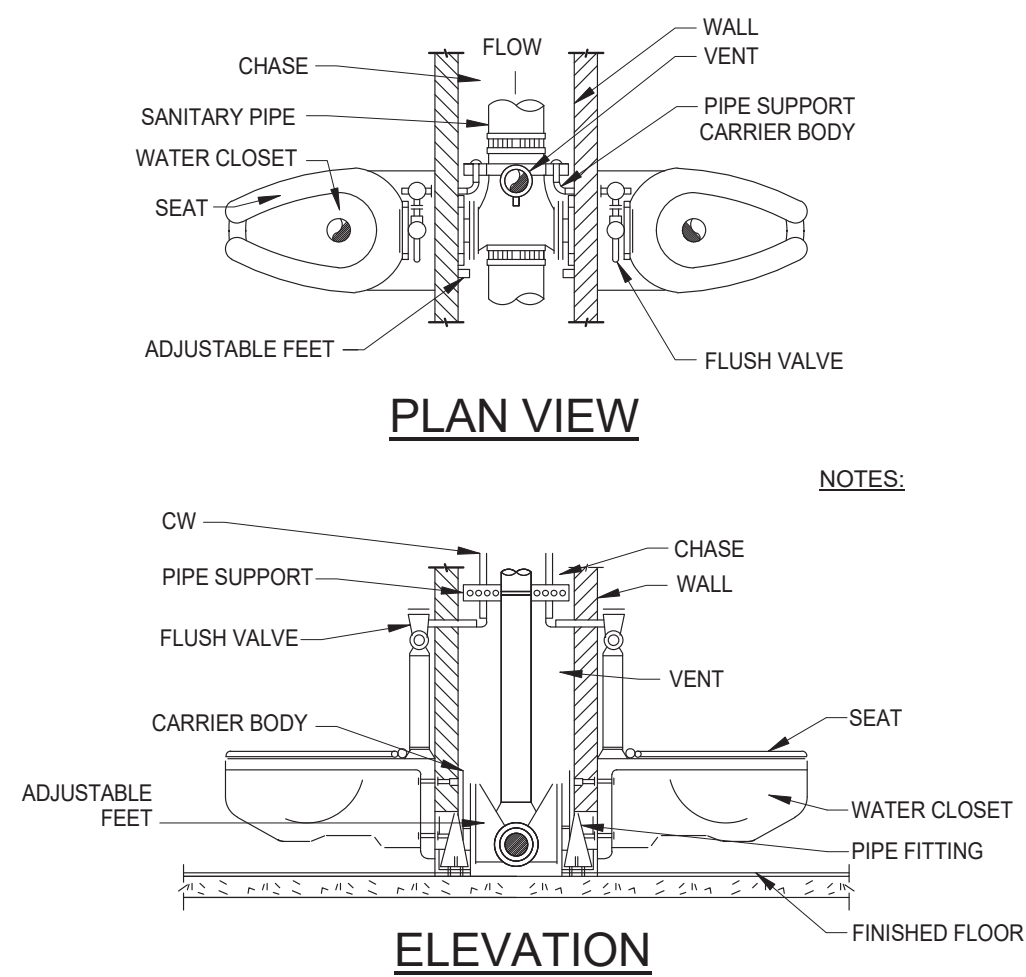 WALL
FLOW
VENT
CHASE
PIPE SUPPORT
CARRIER BODY
SANITARY PIPE
WATER CLOSET
SEAT
ADJUSTABLE FEET
FLUSH VALVE
PLAN VIEW
NOTES:
CW
CHASE
PIPE SUPPORT
WALL
FLUSH VALVE
VENT
CARRIER BODY
SEAT
ADJUSTABLE
FEET
WATER CLOSET
PIPE FITTING
FINISHED FLOOR
ELEVATION